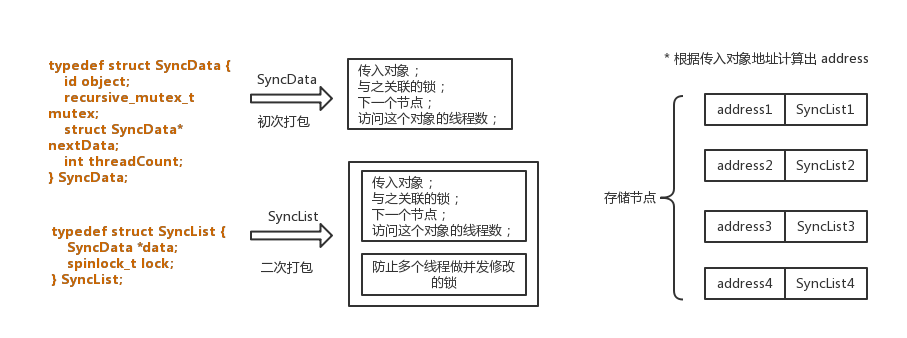 typedef struct SyncData {
id object;
recursive_mutex_t
mutex;
struct SyncData*
nextData;
int threadCount;
} SyncData;
SyncData
初次打包
传入对象；
与之关联的锁；
下一个节点；
访问这个对象的线程数；
typedef struct SyncList {
SyncData *data;
spinlock_t lock;
} SyncList;
SyncList
二次打包
传入对象；
与之关联的锁；
下一个节点；
访问这个对象的线程数；
防止多个线程做并发修改
的锁
* 根据传入对象地址计算出 address
存储节点
address1 SyncList1
address2 SyncList2
address3 SyncList3
address4 SyncList4